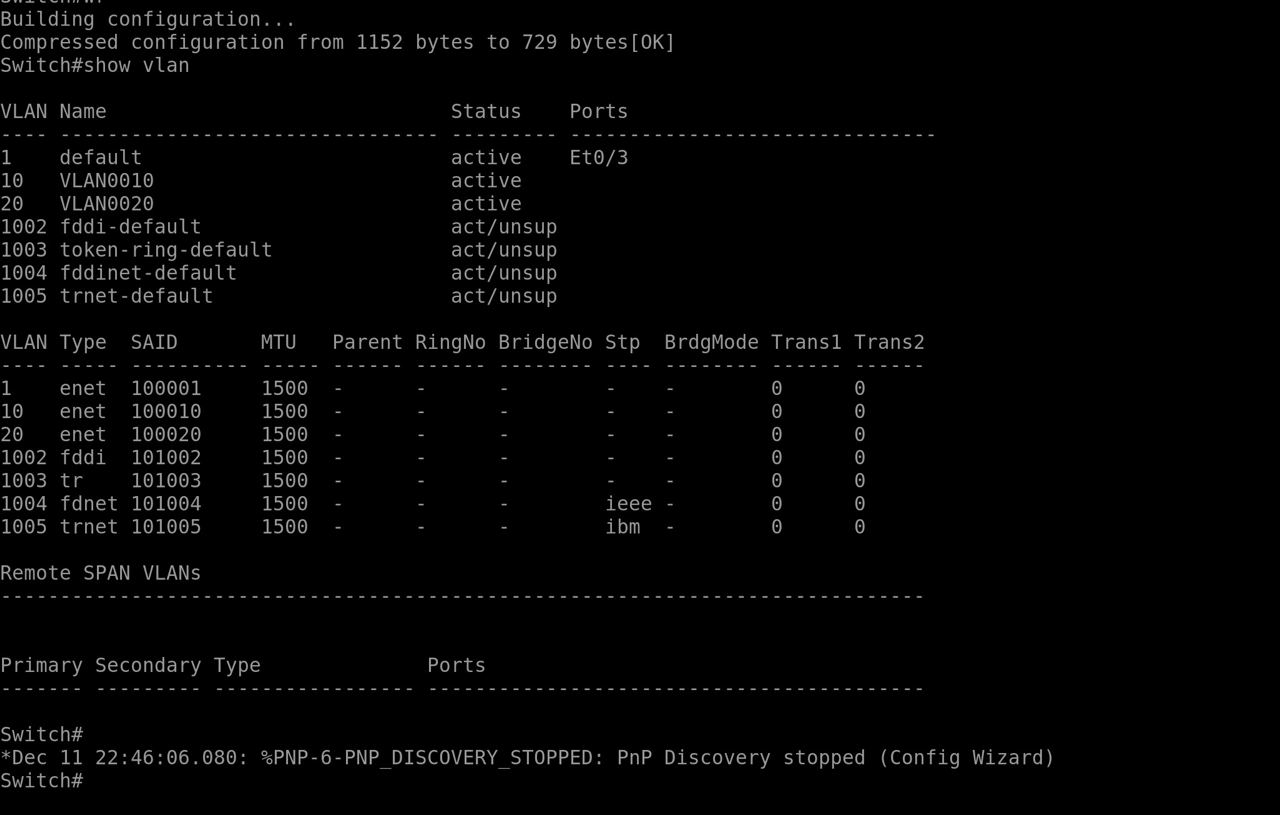 Switch#wr
Building configuration...
Compressed configuration from 1152 bytes to 729 bytes[OK]
Switch#show vlan
VLAN Name                             Status    Ports
---- -------------------------------- --------- -------------------------------
1    default                          active    Et0/3
10   VLAN0010                         active
20   VLAN0020                         active
1002 fddi-default                     act/unsup
1003 token-ring-default               act/unsup
1004 fddinet-default                  act/unsup
1005 trnet-default                    act/unsup
VLAN Type  SAID       MTU   Parent RingNo BridgeNo Stp  BrdgMode Trans1 Trans2
---- ----- ---------- ----- ------ ------ -------- ---- -------- ------ ------
1    enet  100001     1500  -      -      -        -    -        0      0
10   enet  100010     1500  -      -      -        -    -        0      0
20   enet  100020     1500  -      -      -        -    -        0      0
1002 fddi  101002     1500  -      -      -        -    -        0      0
1003 tr    101003     1500  -      -      -        -    -        0      0
1004 fdnet 101004     1500  -      -      -        ieee -        0      0
1005 trnet 101005     1500  -      -      -        ibm  -        0      0
Remote SPAN VLANs
------------------------------------------------------------------------------
Primary Secondary Type              Ports
------- --------- ----------------- ------------------------------------------
Switch#
*Dec 11 22:46:06.080: %PNP-6-PNP_DISCOVERY_STOPPED: PnP Discovery stopped (Config Wizard)
Switch#